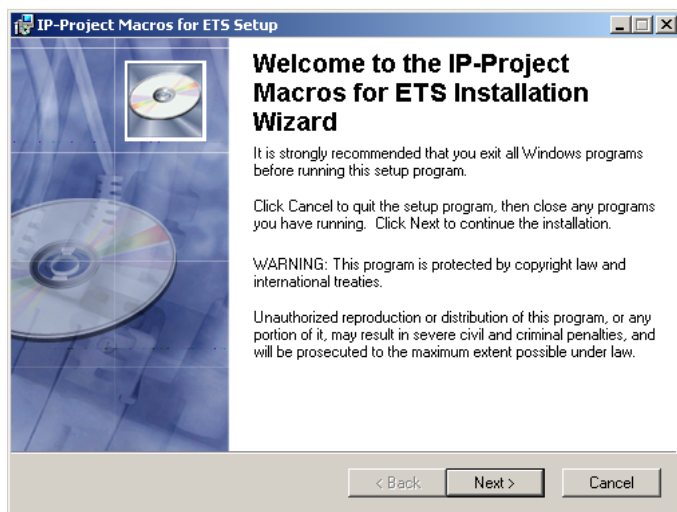 IP-Project Macros for ETS Setup
Welcome to the IP-Project
Macros for ETS Installation
Wizard
It is strongly recommended that you exit all Windows programs
before running this setup program.
Click Cancel to quit the setup program, then close any programs
you have running. Click Next to continue the installation.
WARNING: This program is protected by copyright law and
international treaties.
Unauthorized reproduction or distribution of this program, or any
portion of it, may result in severe civil and criminal penalties, and
will be prosecuted to the maximum extent possible under law.
< Back Next > Cancel